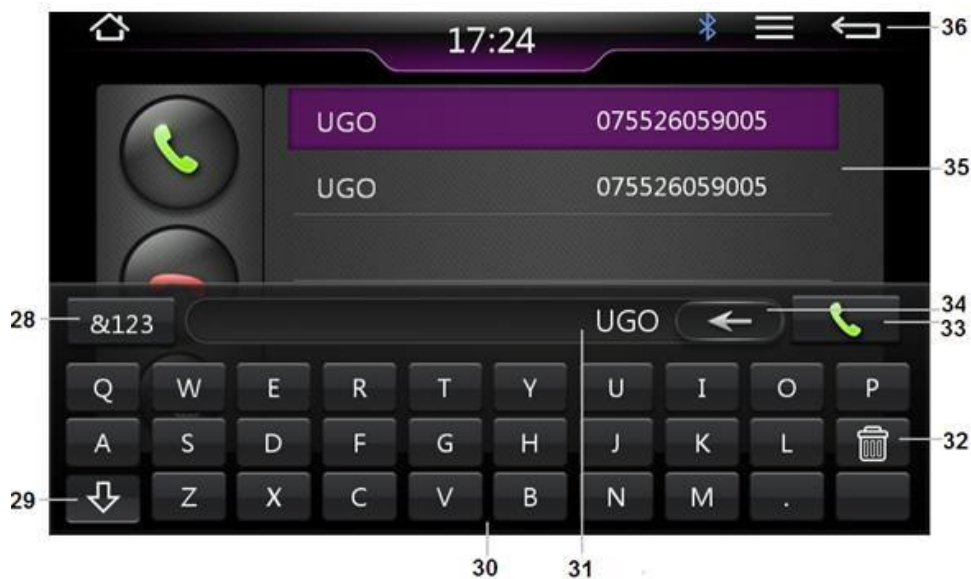 17:24
36
UGO 075526059005
35
UGO 075526059005
28 &123 UGO 34
33
Q W E R T Y U I O P
A S D F G H J K L 32
29 Z X C V B N M .
30 31